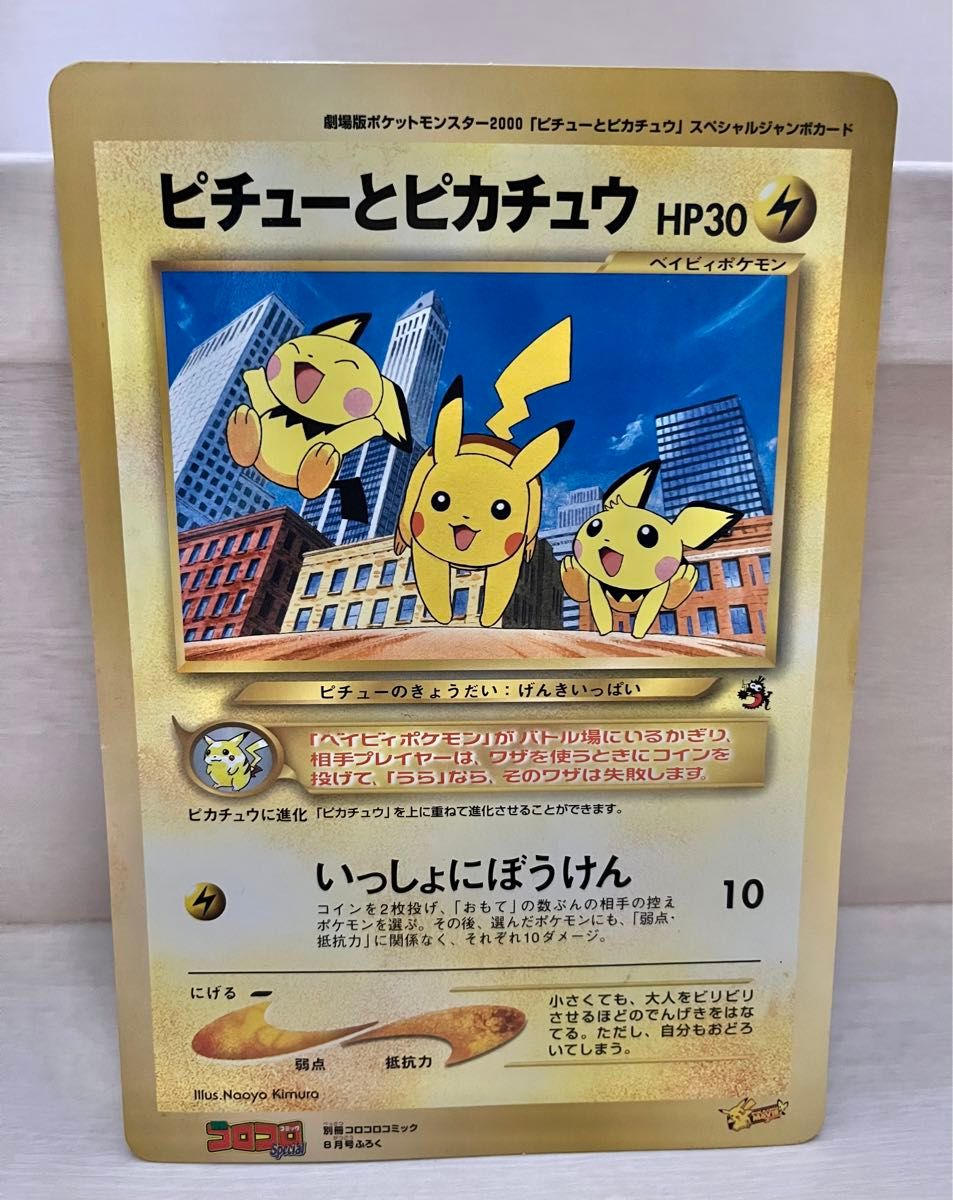 劇場版ポケットモンスター2000「ピチューとピカチュウ」スペシャルジャンボカード
ピチューとピカチュウ HP30
ベイビィポケモン
ピチューのきょうだい:げんきいっぱい
「ベイビィポケモン」がバトル場にいるかぎり、
相手プレイヤーは、ワザを使うときにコインを
投げて、「うら」なら、そのワザは失敗します。
ピカチュウに進化 「ピカチュウ」を上に重ねて進化させることができます。
いっしょにぼうけん 10
コインを2枚投げ、「おもて」の数ぶんの相手の控え
ポケモンを選ぶ。その後、選んだポケモンにも、「弱点・
抵抗力」に関係なく、それぞれ10ダメージ。
にげる
弱点 抵抗力
小さくても、大人をビリビリ
させるほどのでんげきをはな
てる。ただし、自分もおどろ
いてしまう。
Illus.Naoyo Kimura
コミック
コロコロ
Special
別冊コロコロコミック
8月号ふろく